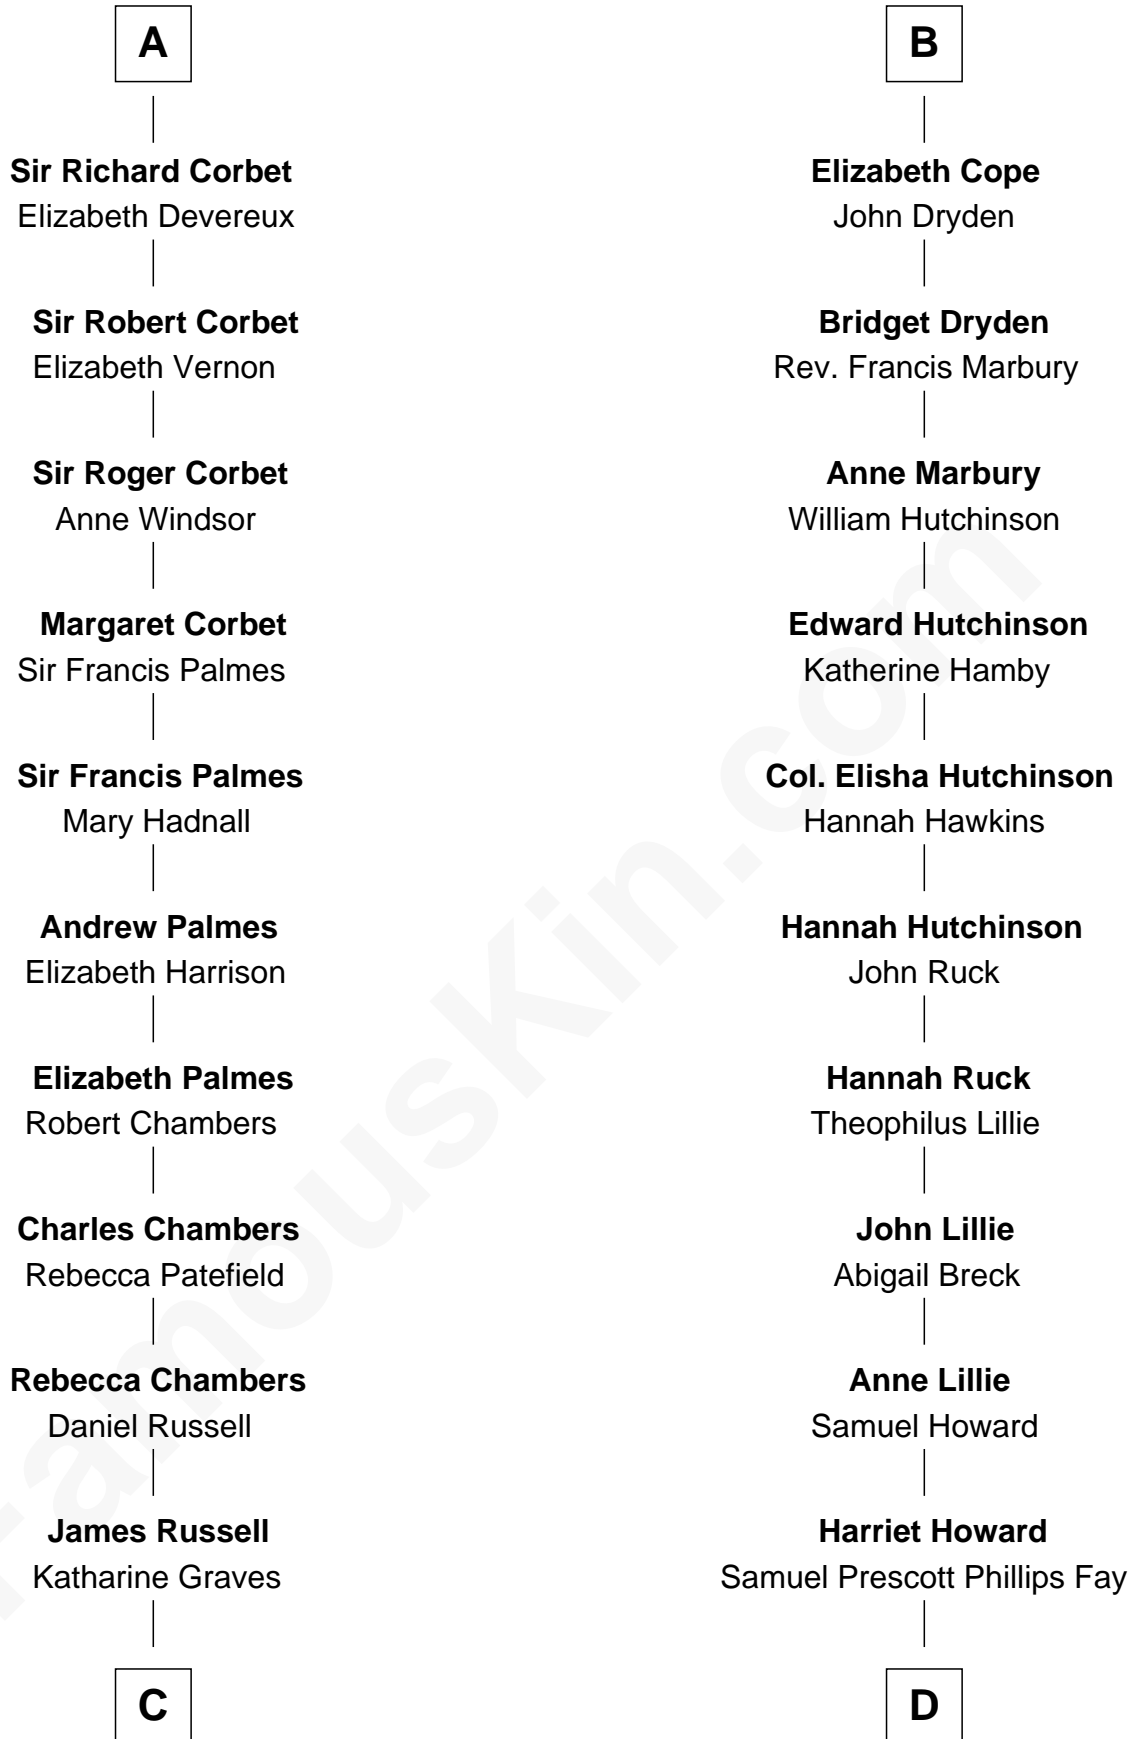 A
Sir Richard Corbet
Elizabeth Devereux
Sir Robert Corbet
Elizabeth Vernon
Sir Roger Corbet
Anne Windsor
Margaret Corbet
Sir Francis Palmes
Sir Francis Palmes
Mary Hadnall
Andrew Palmes
Elizabeth Harrison
Elizabeth Palmes
Robert Chambers
Charles Chambers
Rebecca Patefield
Rebecca Chambers
Daniel Russell
James Russell
Katharine Graves
C
B
Elizabeth Cope
John Dryden
Bridget Dryden
Rev. Francis Marbury
Anne Marbury
William Hutchinson
Edward Hutchinson
Katherine Hamby
Col. Elisha Hutchinson
Hannah Hawkins
Hannah Hutchinson
John Ruck
Hannah Ruck
Theophilus Lillie
John Lillie
Abigail Breck
Anne Lillie
Samuel Howard
Harriet Howard
Samuel Prescott Phillips Fay
D
FamousKin.com